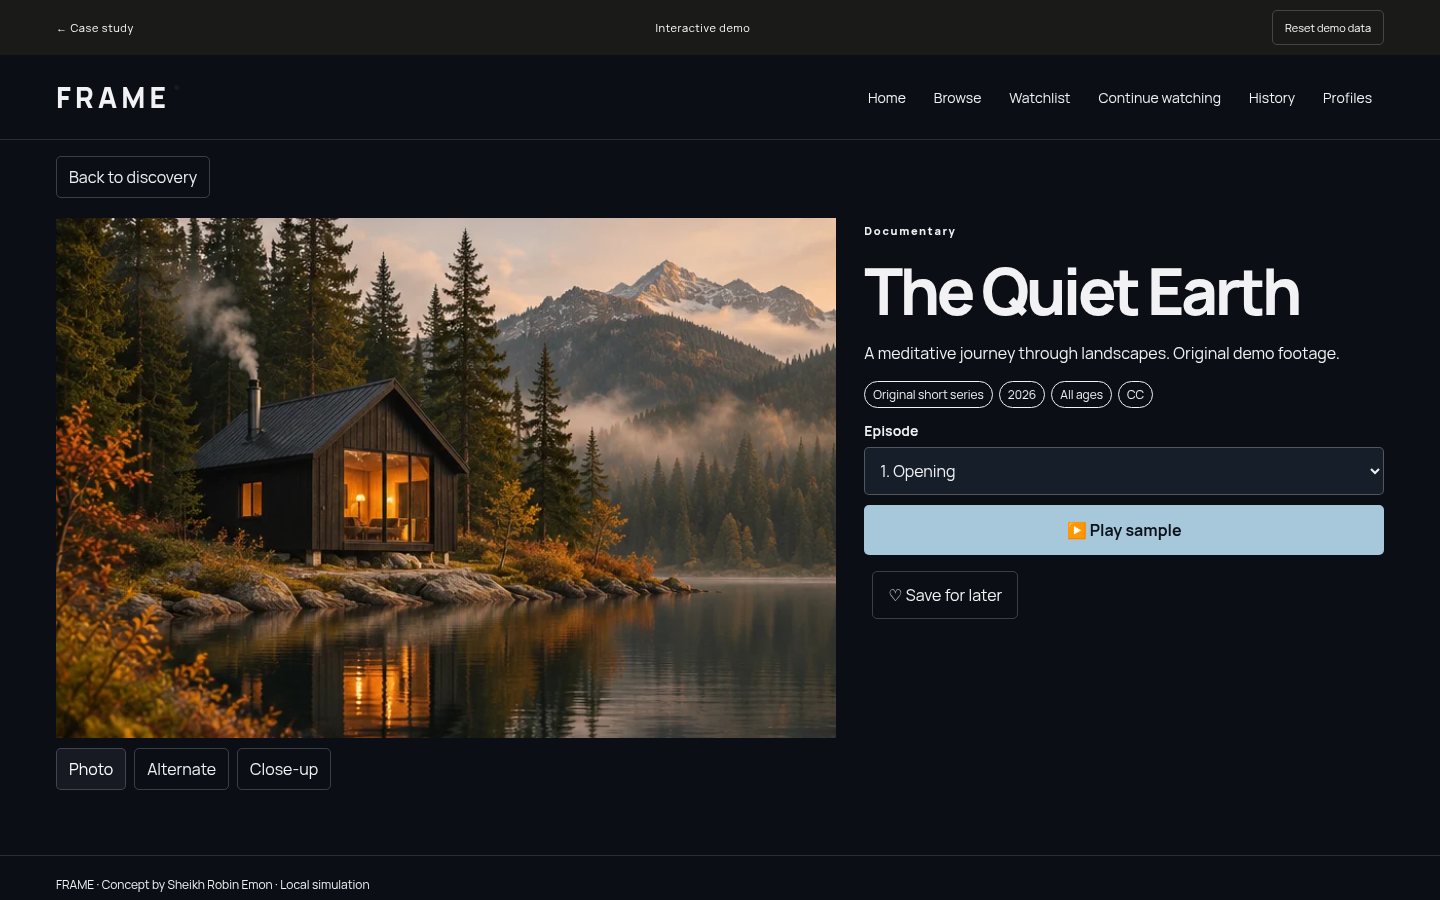 ← Case study
Interactive demo
Reset demo data
FRAME
Home
Browse
Watchlist
Continue watching
History
Profiles
Back to discovery
Documentary
The Quiet Earth
A meditative journey through landscapes. Original demo footage.
Original short series
2026
All ages
CC
Episode
1. Opening
▶️ Play sample
♡ Save for later
Photo
Alternate
Close-up
FRAME · Concept by Sheikh Robin Emon · Local simulation